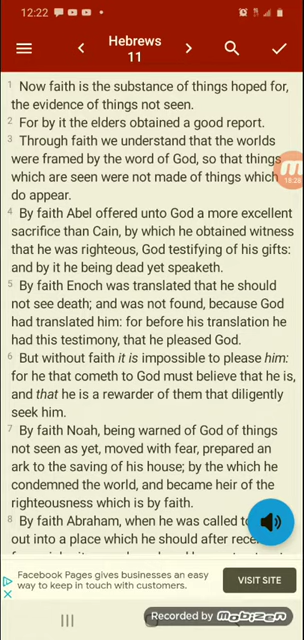 12:22
Hebrews
11
1 Now faith is the substance of things hoped for,
the evidence of things not seen.
2 For by it the elders obtained a good report.
3 Through faith we understand that the worlds
were framed by the word of God, so that things
which are seen were not made of things which
do appear.
18:28
4 By faith Abel offered unto God a more excellent
sacrifice than Cain, by which he obtained witness
that he was righteous, God testifying of his gifts:
and by it he being dead yet speaketh.
5 By faith Enoch was translated that he should
not see death; and was not found, because God
had translated him: for before his translation he
had this testimony, that he pleased God.
6 But without faith it is impossible to please him:
for he that cometh to God must believe that he is,
and that he is a rewarder of them that diligently
seek him.
7 By faith Noah, being warned of God of things
not seen as yet, moved with fear, prepared an
ark to the saving of his house; by the which he
condemned the world, and became heir of the
righteousness which is by faith.
8 By faith Abraham, when he was called
out into a place which he should after
Facebook Pages gives businesses an easy
way to keep in touch with customers.
VISIT SITE
Recorded by Mobizen